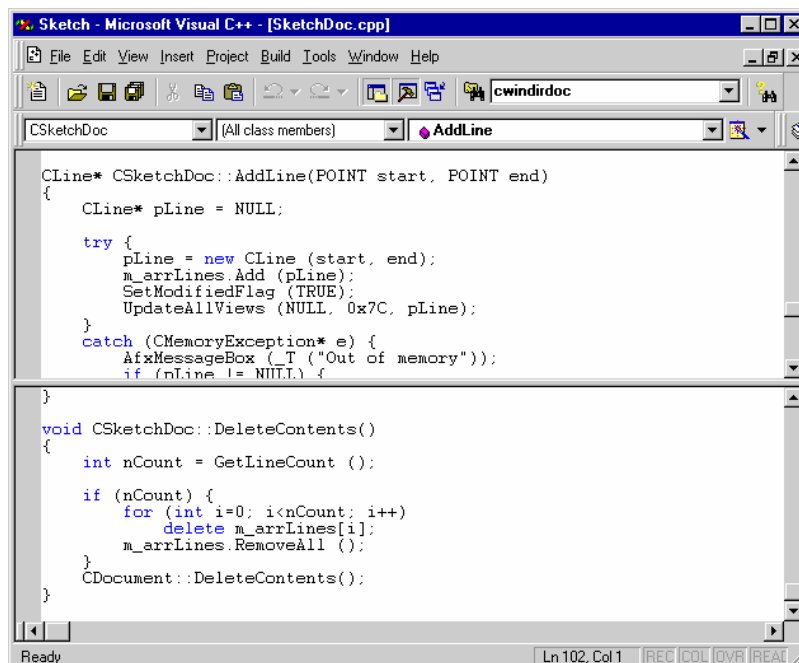 Sketch - Microsoft Visual C++ - [SketchDoc.cpp]
File Edit View Insert Project Build Tools Window Help
cwindirdoc
CSketchDoc (All class members) AddLine
CLine* CSketchDoc::AddLine(POINT start, POINT end)
{
    CLine* pLine = NULL;
    try {
        pLine = new CLine (start, end);
        m_arrLines.Add (pLine);
        SetModifiedFlag (TRUE);
        UpdateAllViews (NULL, 0x7C, pLine);
    }
    catch (CMemoryException* e) {
        AfxMessageBox (_T ("Out of memory"));
        if (pLine != NULL) {
}
void CSketchDoc::DeleteContents()
{
    int nCount = GetLineCount ();
    if (nCount) {
        for (int i=0; i<nCount; i++)
            delete m_arrLines[i];
        m_arrLines.RemoveAll ();
    }
    CDocument::DeleteContents();
}
Ready Ln 102, Col 1 REC COL OVR READ